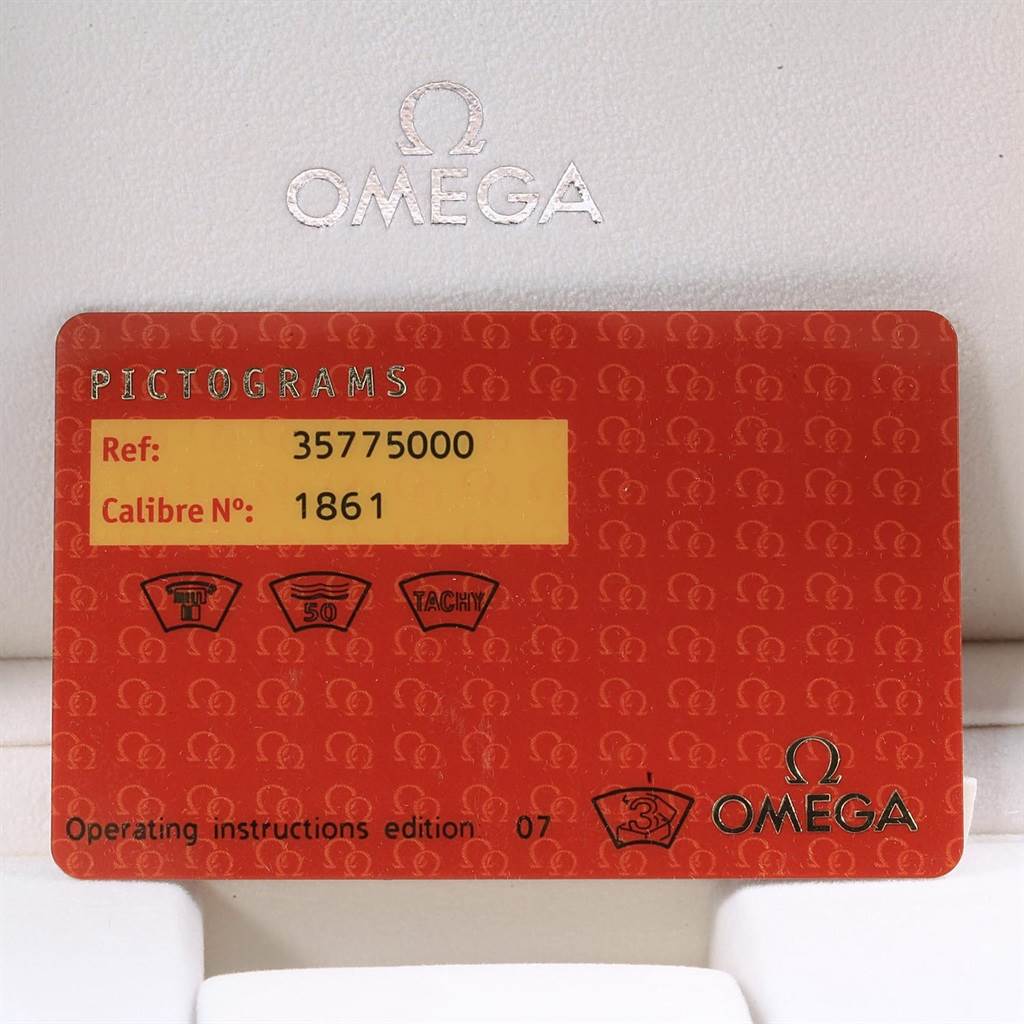 Ω
OMEGA
PICTOGRAMS
Ref: 35775000
Calibre Nº: 1861
50 TACHY
Operating instructions edition 07 3
Ω
OMEGA